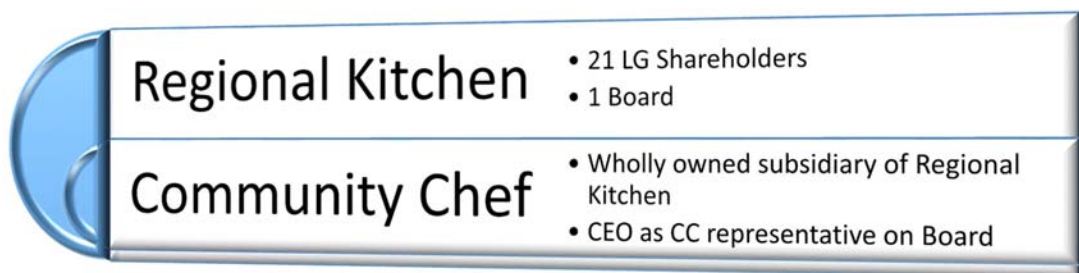 Regional Kitchen
• 21 LG Shareholders
• 1 Board
Community Chef
• Wholly owned subsidiary of Regional
Kitchen
• CEO as CC representative on Board